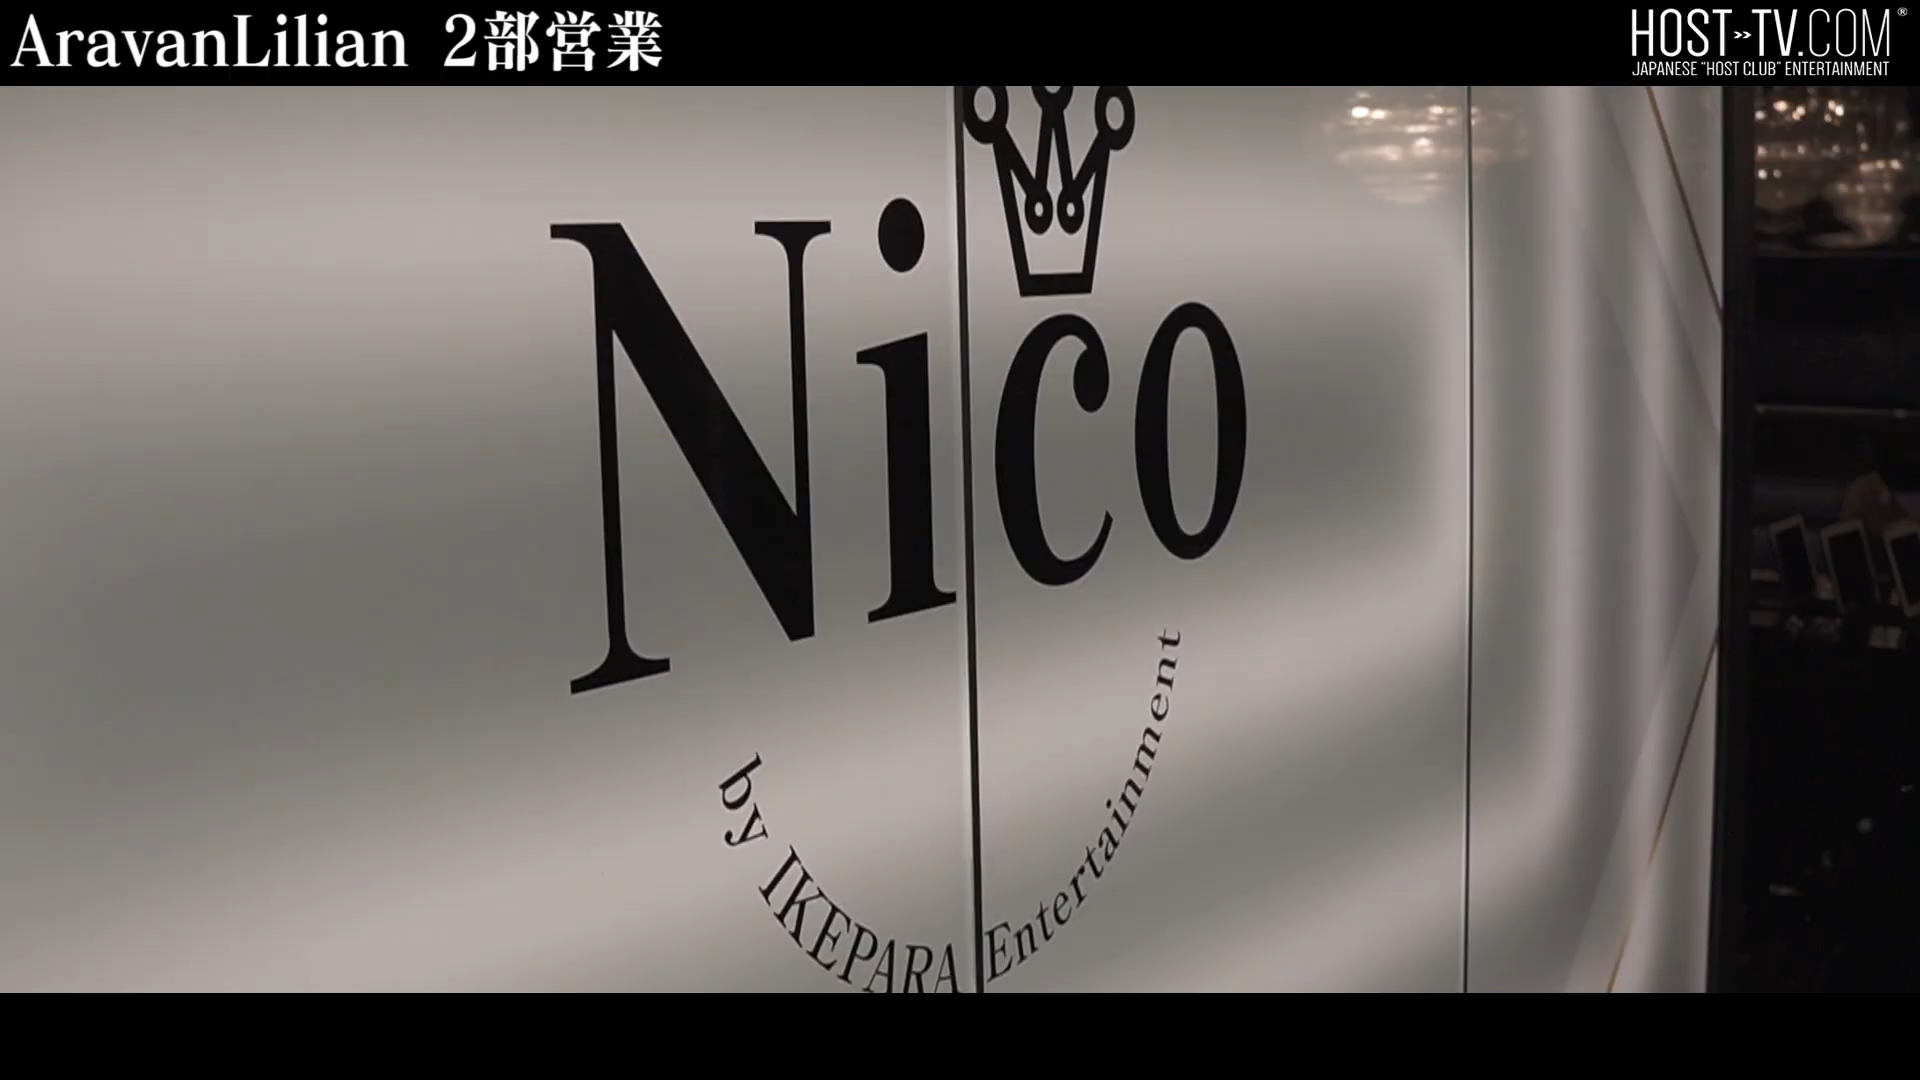 AravanLilian 2部営業
HOST»TV.COM®
JAPANESE "HOST CLUB" ENTERTAINMENT
Nico
by IKEPARA Entertainment